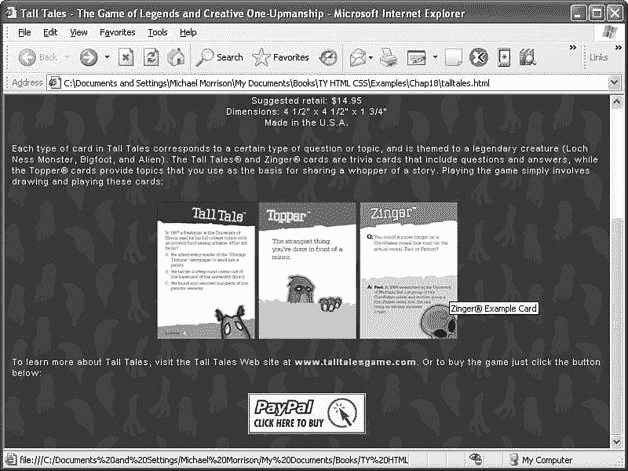 Tall Tales - The Game of Legends and Creative One-Upmanship - Microsoft Internet Explorer
File Edit View Favorites Tools Help
Back Search Favorites
Address C:\Documents and Settings\Michael Morrison\My Documents\Books\TY HTML CSS\Examples\Chap18\talltales.html Links
Suggested retail: $14.95
Dimensions: 4 1/2" x 4 1/2" x 1 3/4"
Made in the U.S.A.
Each type of card in Tall Tales corresponds to a certain type of question or topic, and is themed to a legendary creature (Loch
Ness Monster, Bigfoot, and Alien). The Tall Tales® and Zinger® cards are trivia cards that include questions and answers, while
the Topper® cards provide topics that you use as the basis for sharing a whopper of a story. Playing the game simply involves
drawing and playing these cards:
Tall Tale™
Topper™
The strangest thing
you've done in front of a
mirror.
Zinger™
Zinger® Example Card
To learn more about Tall Tales, visit the Tall Tales Web site at www.talltalesgame.com. Or to buy the game just click the button
below:
PayPal
CLICK HERE TO BUY
file:///C:/Documents%20and%20Settings/Michael%20Morrison/My%20Documents/Books/TY%20HTML My Computer